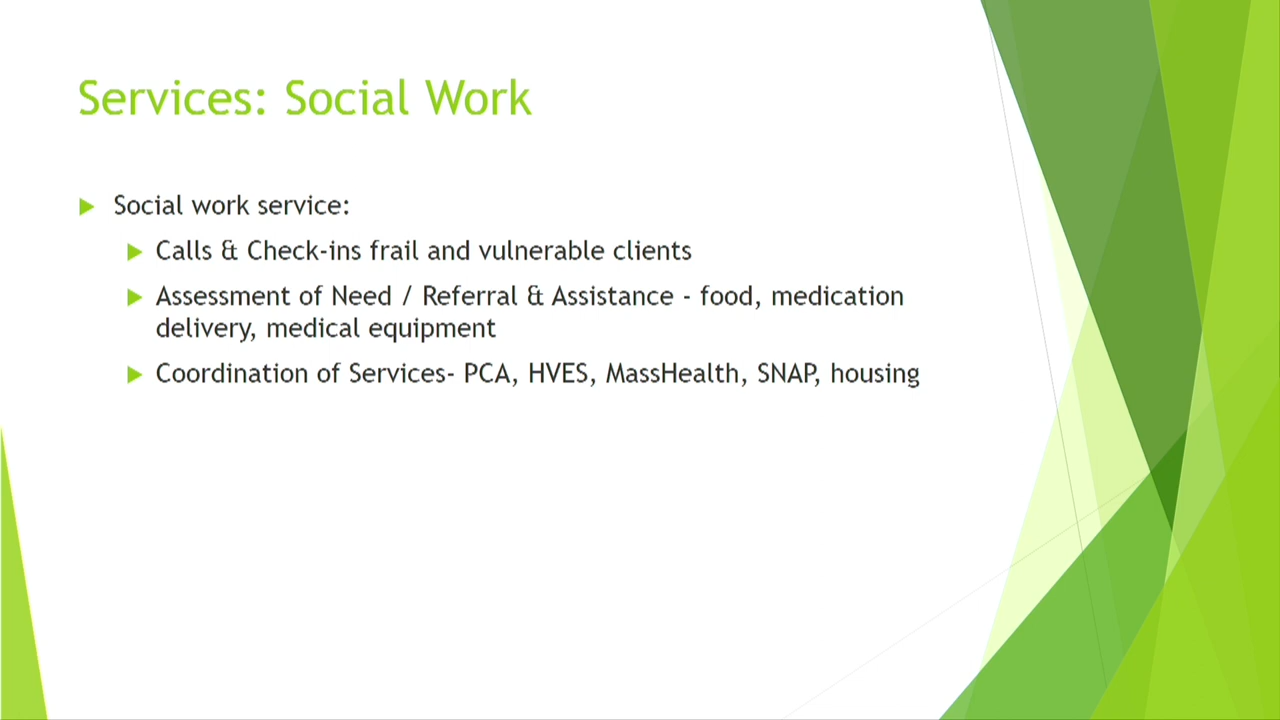 Services: Social Work
Social work service:
Calls & Check-ins frail and vulnerable clients
Assessment of Need / Referral & Assistance - food, medication
delivery, medical equipment
Coordination of Services- PCA, HVES, MassHealth, SNAP, housing